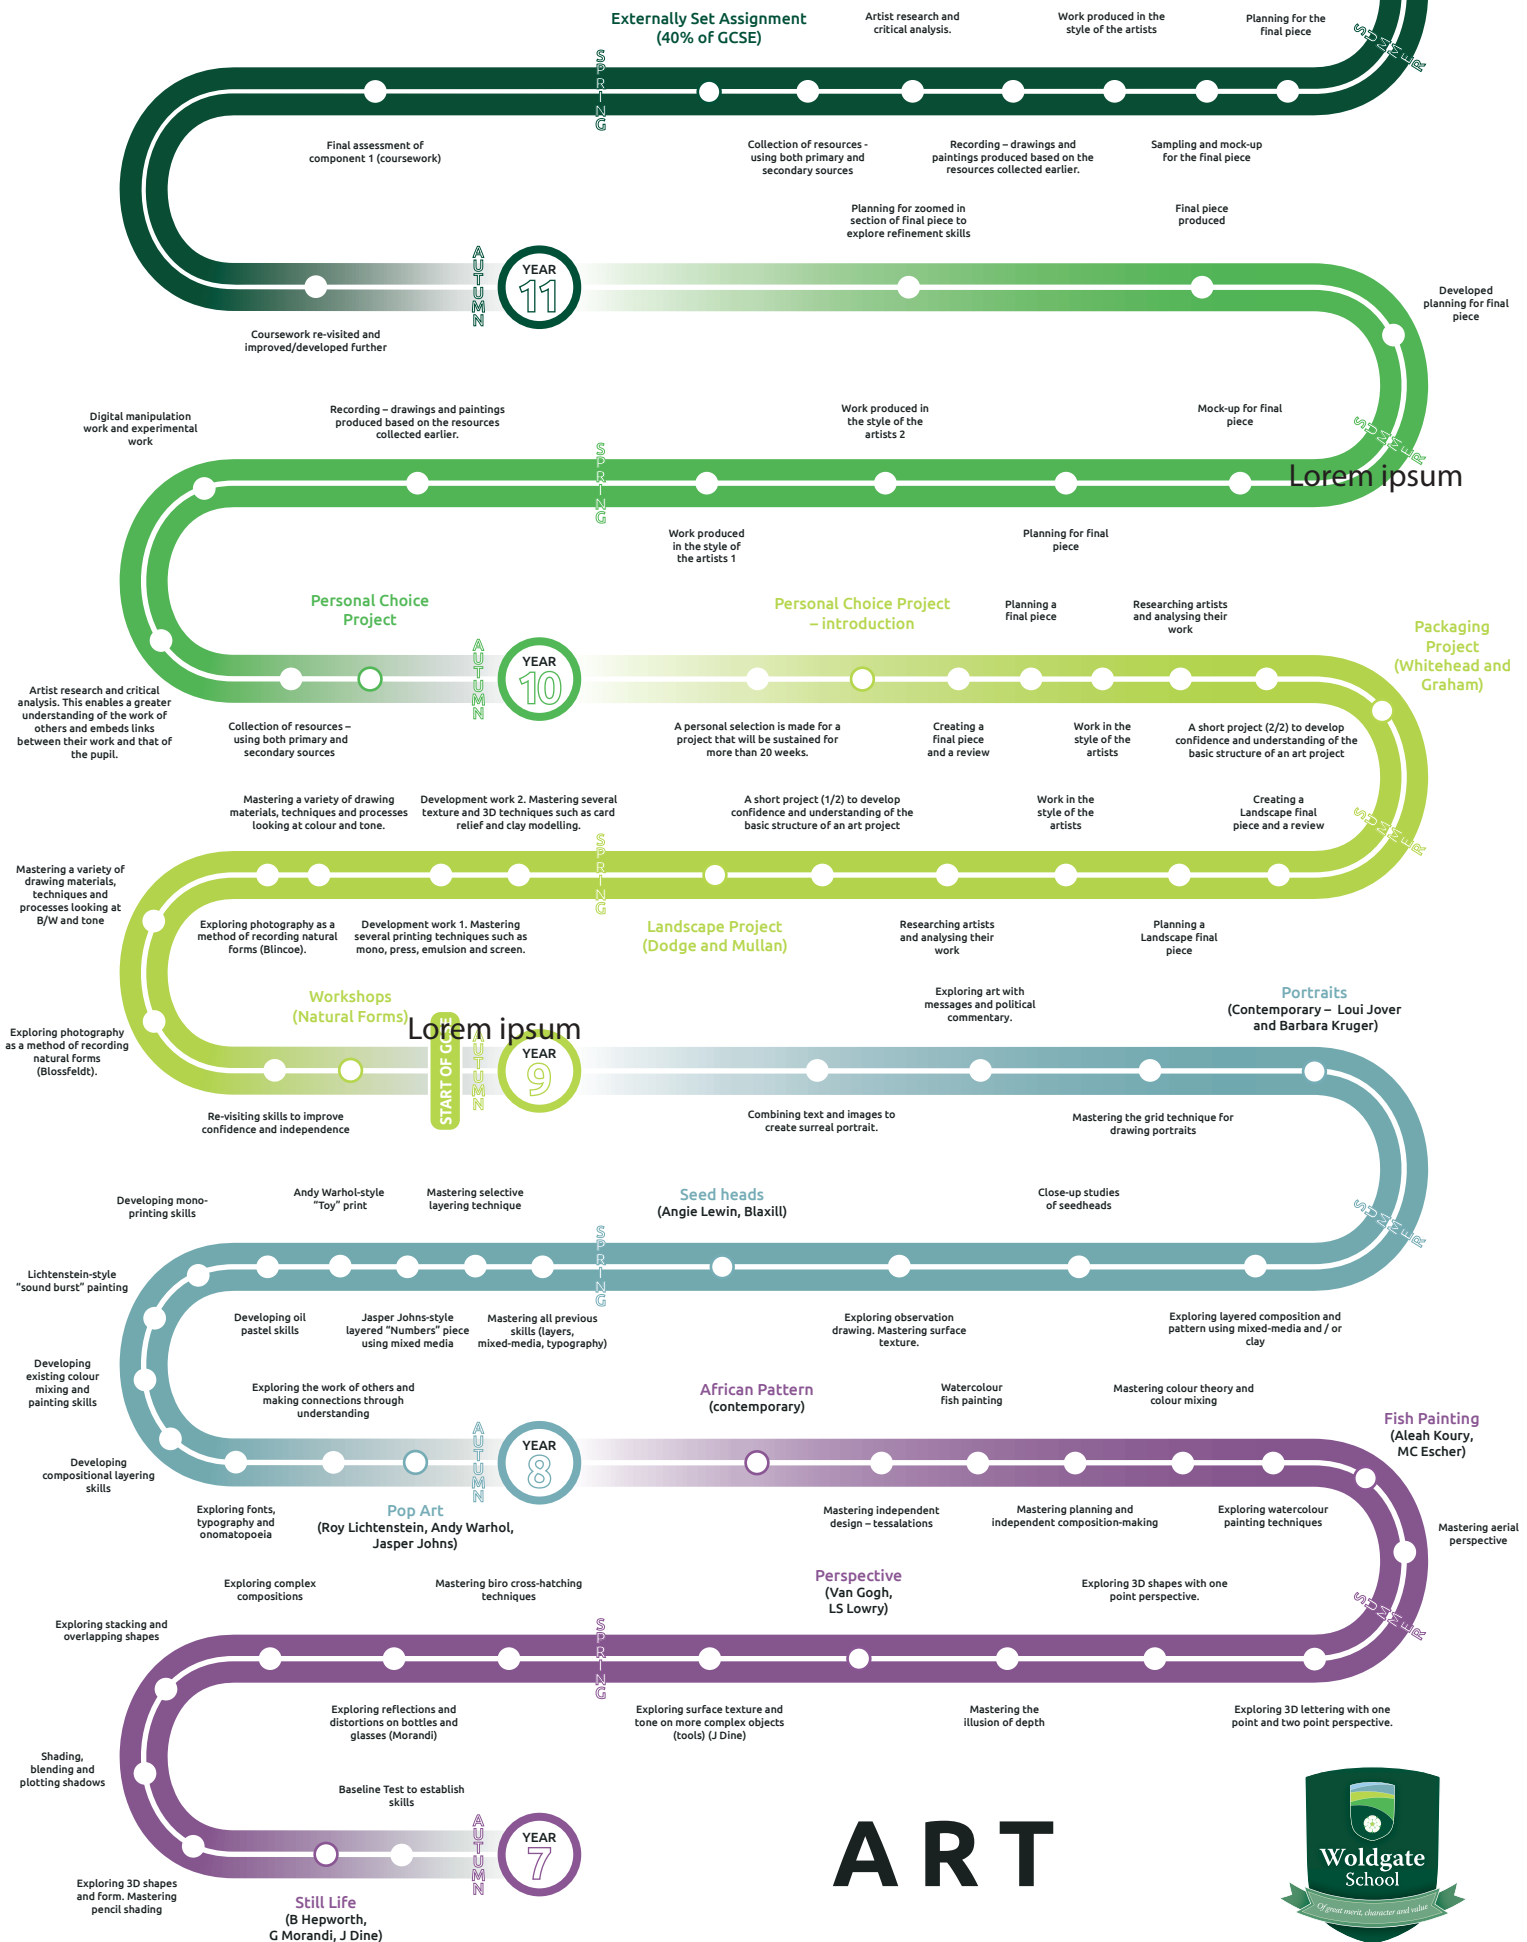 Externally Set Assignment
(40% of GCSE)
Artist research and
critical analysis.
Work produced in the
style of the artists
Planning for the
final piece
SUMMER
SPRING
Final assessment of
component 1 (coursework)
Collection of resources -
using both primary and
secondary sources
Recording – drawings and
paintings produced based on the
resources collected earlier.
Sampling and mock-up
for the final piece
Planning for zoomed in
section of final piece to
explore refinement skills
Final piece
produced
AUTUMN
YEAR
11
Coursework re-visited and
improved/developed further
Developed
planning for final
piece
Digital manipulation
work and experimental
work
Recording – drawings and paintings
produced based on the resources
collected earlier.
Work produced in
the style of the
artists 2
Mock-up for final
piece
SUMMER
SPRING
Lorem ipsum
Work produced
in the style of
the artists 1
Planning for final
piece
Personal Choice
Project
Personal Choice Project
– introduction
Planning a
final piece
Researching artists
and analysing their
work
Packaging
Project
(Whitehead and
Graham)
AUTUMN
YEAR
10
Artist research and critical
analysis. This enables a greater
understanding of the work of
others and embeds links
between their work and that of
the pupil.
Collection of resources –
using both primary and
secondary sources
A personal selection is made for a
project that will be sustained for
more than 20 weeks.
Creating a
final piece
and a review
Work in the
style of the
artists
A short project (2/2) to develop
confidence and understanding of the
basic structure of an art project
Mastering a variety of drawing
materials, techniques and processes
looking at colour and tone.
Development work 2. Mastering several
texture and 3D techniques such as card
relief and clay modelling.
A short project (1/2) to develop
confidence and understanding of the
basic structure of an art project
Work in the
style of the
artists
Creating a
Landscape final
piece and a review
SUMMER
SPRING
Mastering a variety of
drawing materials,
techniques and
processes looking at
B/W and tone
Exploring photography as a
method of recording natural
forms (Blincoe).
Development work 1. Mastering
several printing techniques such as
mono, press, emulsion and screen.
Landscape Project
(Dodge and Mullan)
Researching artists
and analysing their
work
Planning a
Landscape final
piece
Workshops
(Natural Forms)
Exploring art with
messages and political
commentary.
Portraits
(Contemporary – Loui Jover
and Barbara Kruger)
Lorem ipsum
START OF GCSE
AUTUMN
YEAR
9
Exploring photography
as a method of recording
natural forms
(Blossfeldt).
Re-visiting skills to improve
confidence and independence
Combining text and images to
create surreal portrait.
Mastering the grid technique for
drawing portraits
Developing mono-
printing skills
Andy Warhol-style
“Toy” print
Mastering selective
layering technique
Seed heads
(Angie Lewin, Blaxill)
Close-up studies
of seedheads
SUMMER
SPRING
Lichtenstein-style
“sound burst” painting
Developing oil
pastel skills
Jasper Johns-style
layered “Numbers” piece
using mixed media
Mastering all previous
skills (layers,
mixed-media, typography)
Exploring observation
drawing. Mastering surface
texture.
Exploring layered composition and
pattern using mixed-media and / or
clay
Developing
existing colour
mixing and
painting skills
Exploring the work of others and
making connections through
understanding
African Pattern
(contemporary)
Watercolour
fish painting
Mastering colour theory and
colour mixing
Fish Painting
(Aleah Koury,
MC Escher)
AUTUMN
YEAR
8
Developing
compositional layering
skills
Exploring fonts,
typography and
onomatopoeia
Pop Art
(Roy Lichtenstein, Andy Warhol,
Jasper Johns)
Mastering independent
design – tessalations
Mastering planning and
independent composition-making
Exploring watercolour
painting techniques
Mastering aerial
perspective
Exploring complex
compositions
Mastering biro cross-hatching
techniques
Perspective
(Van Gogh,
LS Lowry)
Exploring 3D shapes with one
point perspective.
SUMMER
SPRING
Exploring stacking and
overlapping shapes
Exploring reflections and
distortions on bottles and
glasses (Morandi)
Exploring surface texture and
tone on more complex objects
(tools) (J Dine)
Mastering the
illusion of depth
Exploring 3D lettering with one
point and two point perspective.
Shading,
blending and
plotting shadows
Baseline Test to establish
skills
AUTUMN
YEAR
7
Exploring 3D shapes
and form. Mastering
pencil shading
Still Life
(B Hepworth,
G Morandi, J Dine)
ART
Woldgate
School
Of great merit, character and value